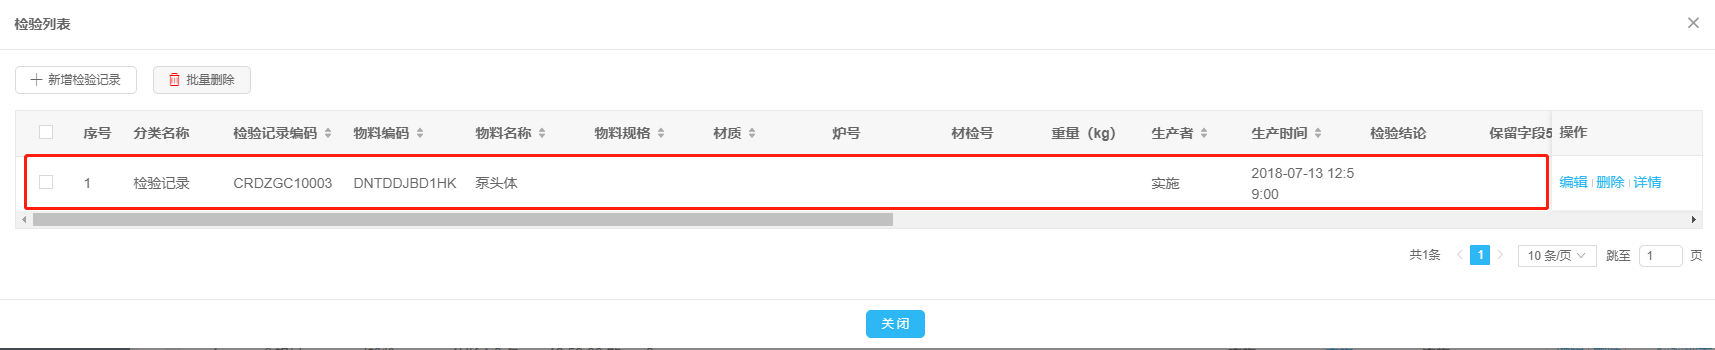 检验列表
新增检验记录 批量删除
序号 分类名称 检验记录编码 物料编码 物料名称 物料规格 材质 炉号 材检号 重量（kg） 生产者 生产时间 检验结论 保留字段5 操作
1 检验记录 CRDZGC10003 DNTDDJBD1HK 泵头体 实施 2018-07-13 12:5
9:00
编辑 删除 详情
共1条 1 10 条/页 跳至 1 页
关闭